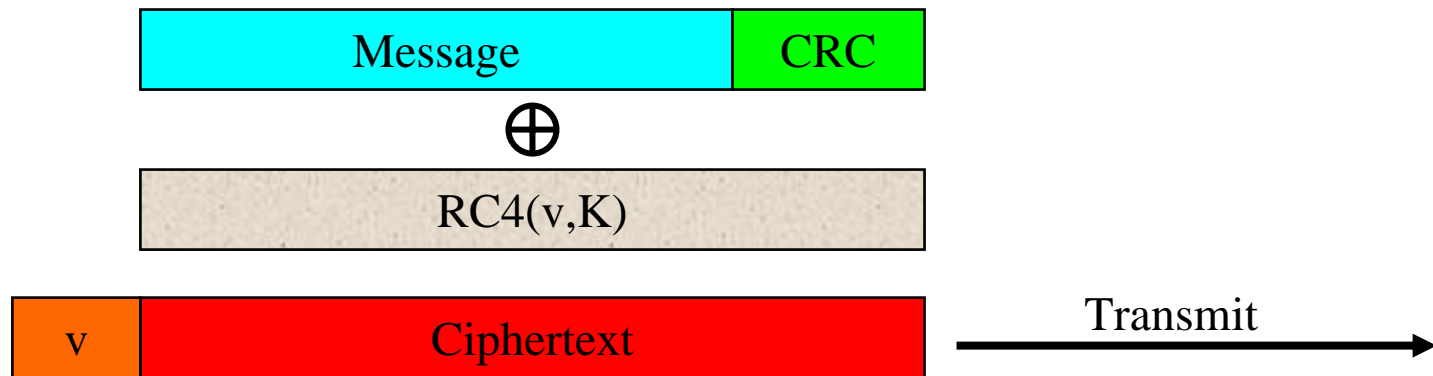 Message CRC
⊕
RC4(v,K)
v Ciphertext Transmit